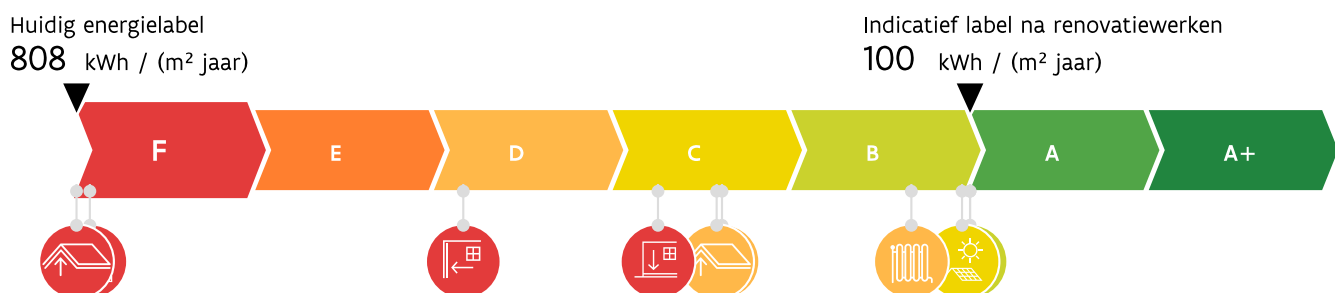 Huidig energielabel
808 kWh / (m² jaar)
Indicatief label na renovatiewerken
100 kWh / (m² jaar)
F E D C B A A+